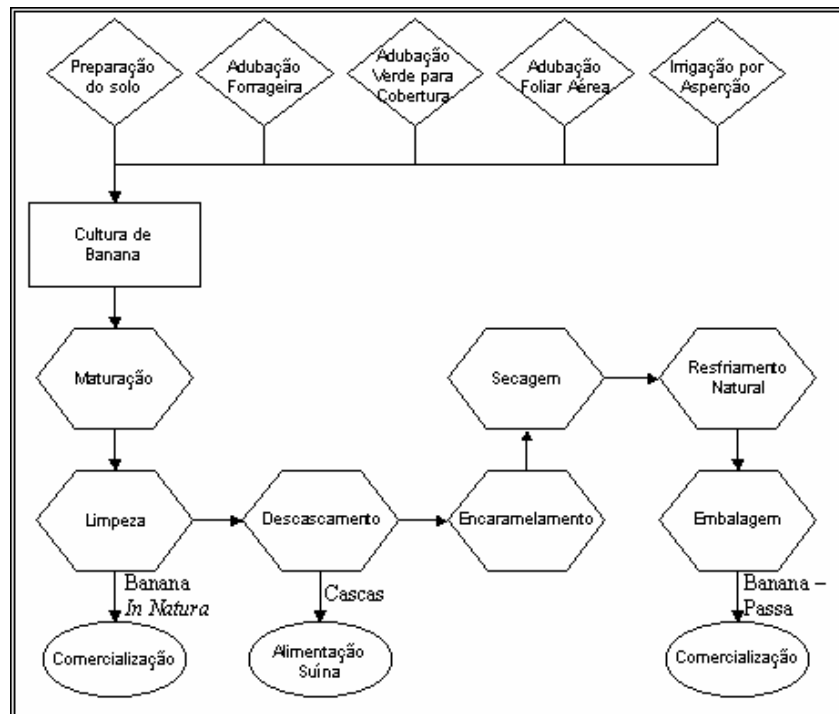 Preparação
do solo
Adubação
Forrageira
Adubação
Verde para
Cobertura
Adubação
Foliar Aérea
Irrigação por
Asperção
Cultura de
Banana
Maturação
Secagem
Resfriamento
Natural
Limpeza
Descascamento
Encaramelamento
Embalagem
Banana
In Natura
Cascas
Banana –
Passa
Comercialização
Alimentação
Suína
Comercialização